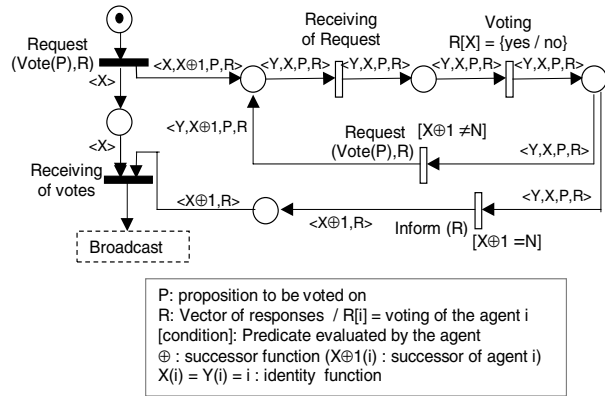 Request
(Vote(P),R)
<X,X⊕1,P,R>
<X>
<X>
Receiving
of votes
Broadcast
Receiving
of Request
<Y,X,P,R>
<Y,X,P,R>
Voting
R[X] = {yes / no}
<Y,X,P,R>
<Y,X,P,R>
<Y,X⊕1,P,R
Request
(Vote(P),R)
[X⊕1 ≠N]
<Y,X,P,R>
<X⊕1,R>
<X⊕1,R>
Inform (R)
<Y,X,P,R>
[X⊕1 =N]
P: proposition to be voted on
R: Vector of responses / R[i] = voting of the agent i
[condition]: Predicate evaluated by the agent
⊕ : successor function (X⊕1(i) : successor of agent i)
X(i) = Y(i) = i : identity function